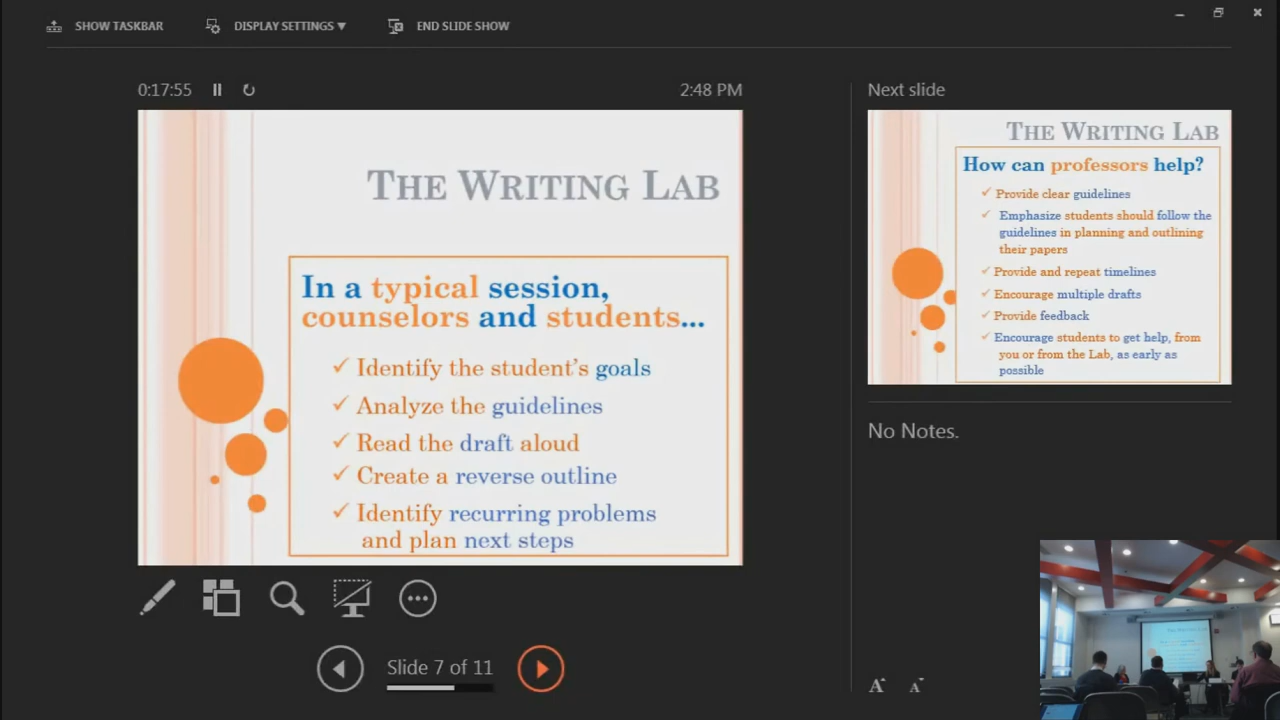 SHOW TASKBAR
DISPLAY SETTINGS ▼
END SLIDE SHOW
0:17:55
2:48 PM
THE WRITING LAB
In a typical session,
counselors and students...
✓ Identify the student's goals
✓ Analyze the guidelines
✓ Read the draft aloud
✓ Create a reverse outline
✓ Identify recurring problems
and plan next steps
Slide 7 of 11
Next slide
THE WRITING LAB
How can professors help?
✓ Provide clear guidelines
✓ Emphasize students should follow the
guidelines in planning and outlining
their papers
✓ Provide and repeat timelines
✓ Encourage multiple drafts
✓ Provide feedback
✓ Encourage students to get help, from
you or from the Lab, as early as
possible
No Notes.
A A